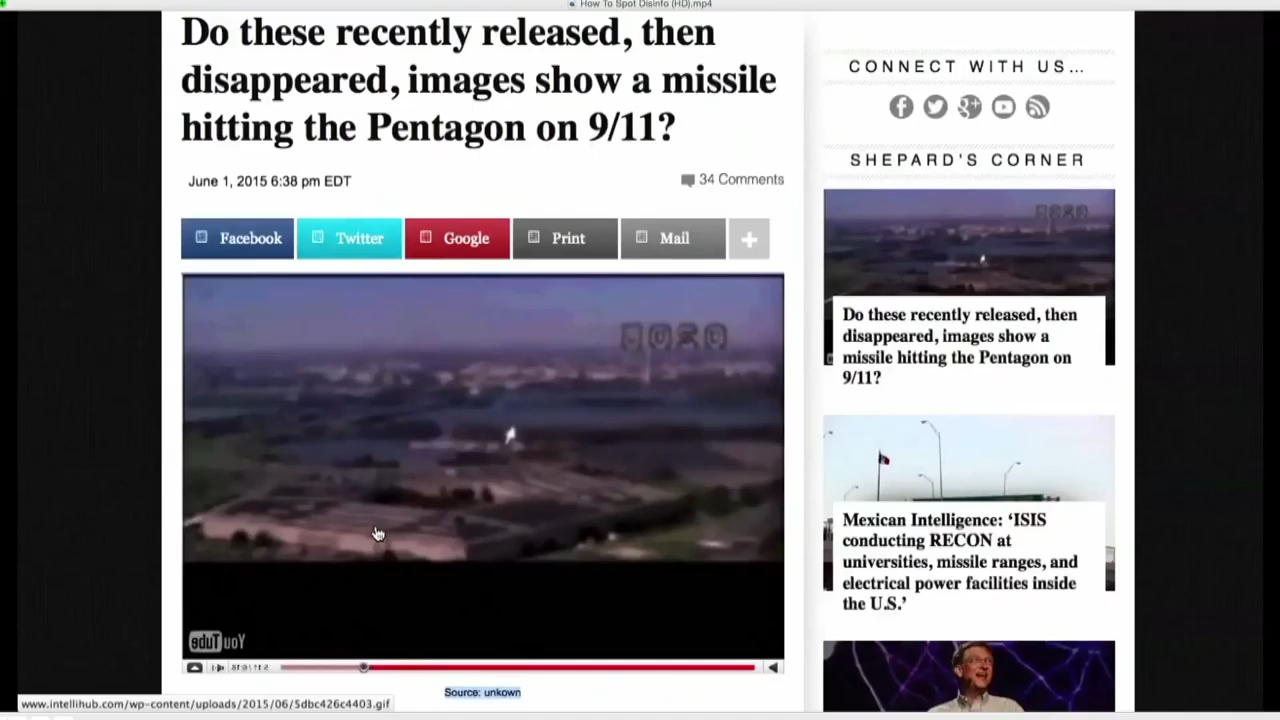 How To Spot Disinfo (HD).mp4
Do these recently released, then
disappeared, images show a missile
hitting the Pentagon on 9/11?
June 1, 2015 6:38 pm EDT
34 Comments
Facebook
Twitter
Google
Print
Mail
YouTube
Source: unkown
www.intellihub.com/wp-content/uploads/2015/06/5dbc426c4403.gif
CONNECT WITH US...
SHEPARD'S CORNER
Do these recently released, then
disappeared, images show a
missile hitting the Pentagon on
9/11?
Mexican Intelligence: ‘ISIS
conducting RECON at
universities, missile ranges, and
electrical power facilities inside
the U.S.’